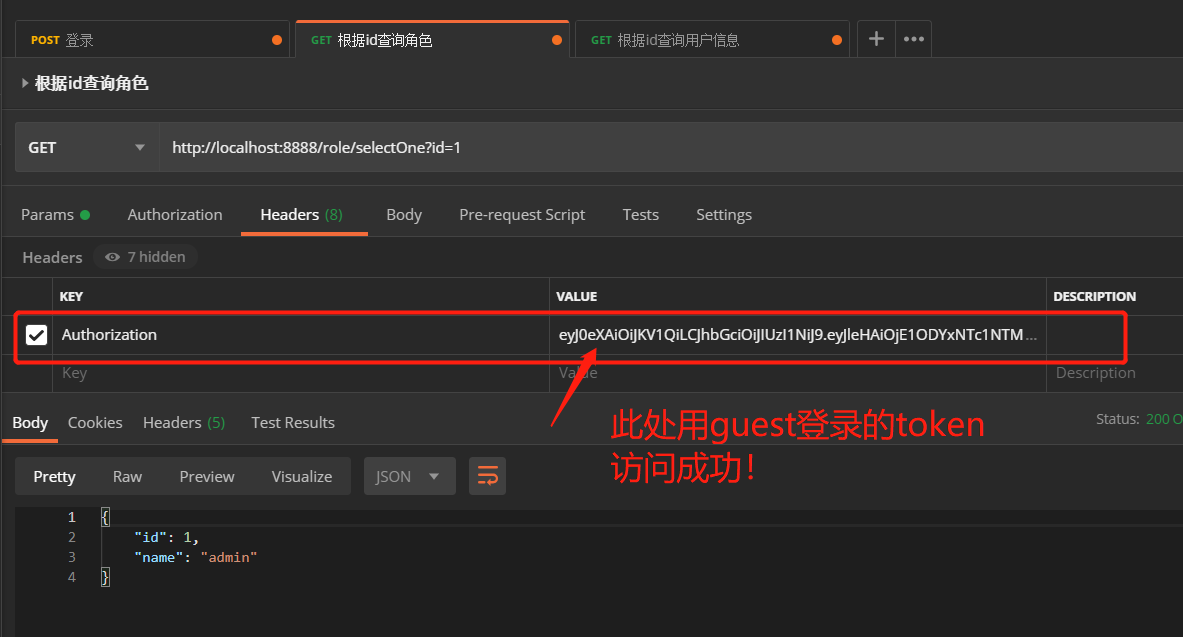 POST 登录
GET 根据id查询角色
GET 根据id查询用户信息
根据id查询角色
GET
http://localhost:8888/role/selectOne?id=1
Params
Authorization
Headers (8)
Body
Pre-request Script
Tests
Settings
Headers
7 hidden
KEY
VALUE
DESCRIPTION
Authorization
eyJ0eXAiOiJKV1QiLCJhbGciOiJIUzI1NiJ9.eyJleHAiOjE1ODYxNTc1NTM...
Key
Value
Description
Body
Cookies
Headers (5)
Test Results
Status: 200 O
此处用guest登录的token
访问成功!
Pretty
Raw
Preview
Visualize
JSON
1 {
2 "id": 1,
3 "name": "admin"
4 }